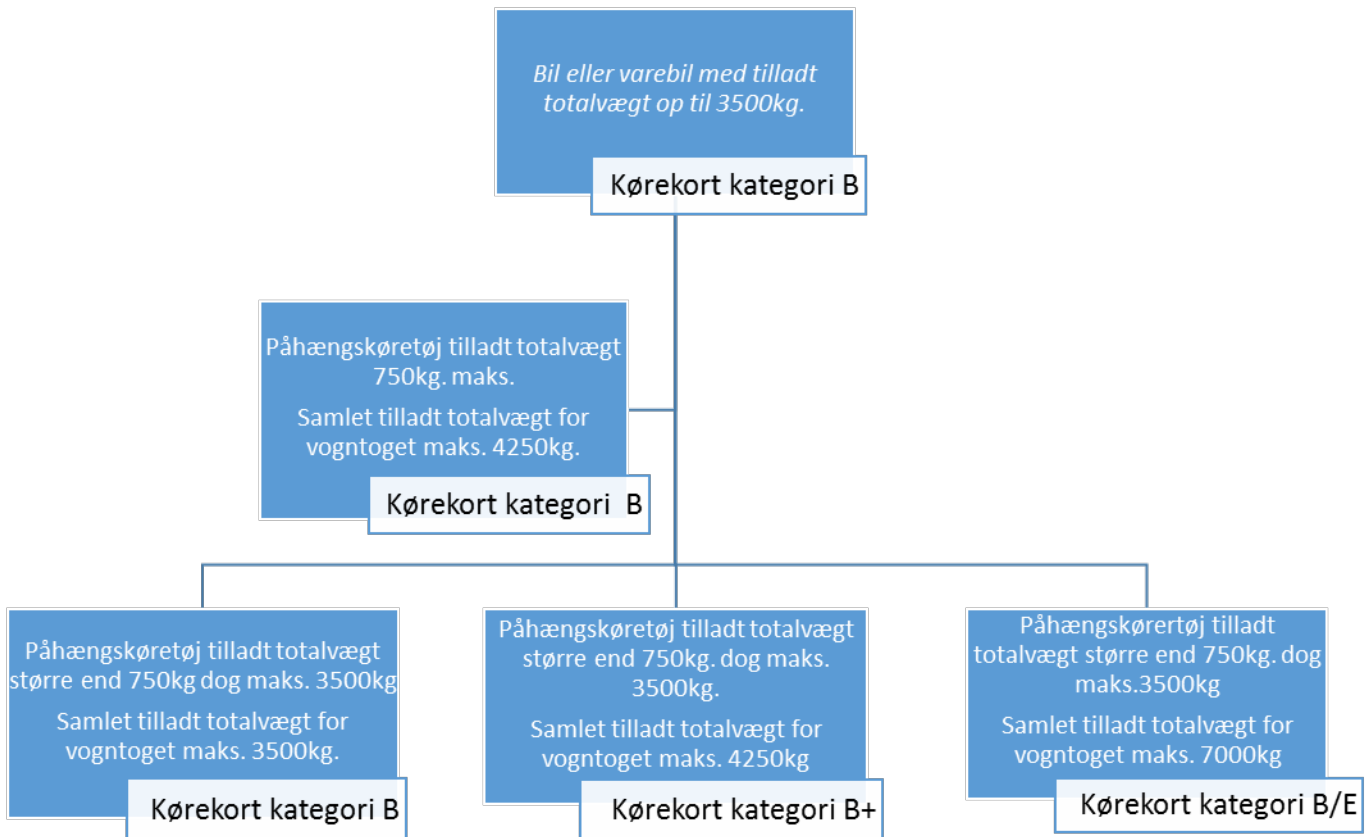 Bil eller varebil med tilladt
totalvægt op til 3500kg.
Kørekort kategori B
Påhængskøretøj tilladt totalvægt
750kg. maks.
Samlet tilladt totalvægt for
vogntoget maks. 4250kg.
Kørekort kategori  B
Påhængskøretøj tilladt totalvægt
større end 750kg dog maks. 3500kg
Samlet tilladt totalvægt for
vogntoget maks. 3500kg.
Kørekort kategori B
Påhængskøretøj tilladt totalvægt
større end 750kg. dog maks.
3500kg.
Samlet tilladt totalvægt for
vogntoget maks. 4250kg
Kørekort kategori B+
Påhængskørertøj tilladt
totalvægt større end 750kg. dog
maks.3500kg
Samlet tilladt totalvægt for
vogntoget maks. 7000kg
Kørekort kategori B/E